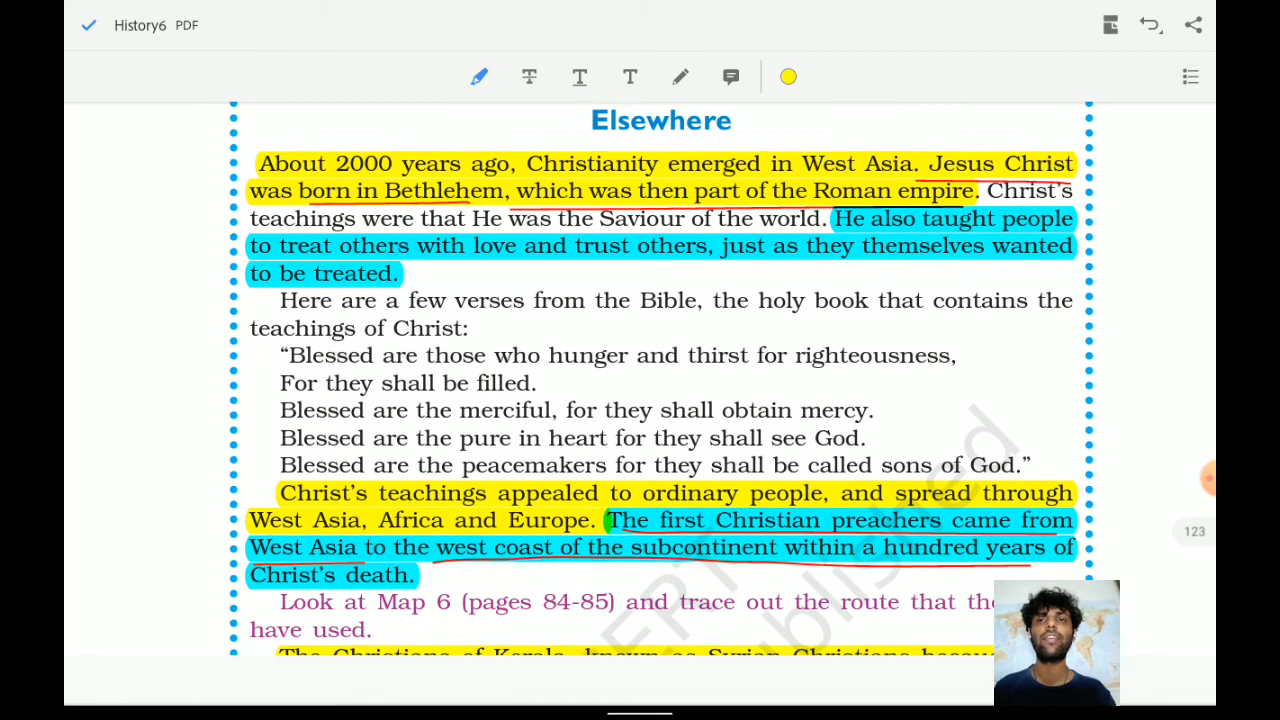 History6 PDF
Elsewhere
About 2000 years ago, Christianity emerged in West Asia. Jesus Christ
was born in Bethlehem, which was then part of the Roman empire. Christ's
teachings were that He was the Saviour of the world. He also taught people
to treat others with love and trust others, just as they themselves wanted
to be treated.
Here are a few verses from the Bible, the holy book that contains the
teachings of Christ:
“Blessed are those who hunger and thirst for righteousness,
For they shall be filled.
Blessed are the merciful, for they shall obtain mercy.
Blessed are the pure in heart for they shall see God.
Blessed are the peacemakers for they shall be called sons of God.”
Christ's teachings appealed to ordinary people, and spread through
West Asia, Africa and Europe. The first Christian preachers came from
West Asia to the west coast of the subcontinent within a hundred years of
Christ's death.
123
Look at Map 6 (pages 84-85) and trace out the route that
have used.
The Christians of Kerala, known as Syrian Christians